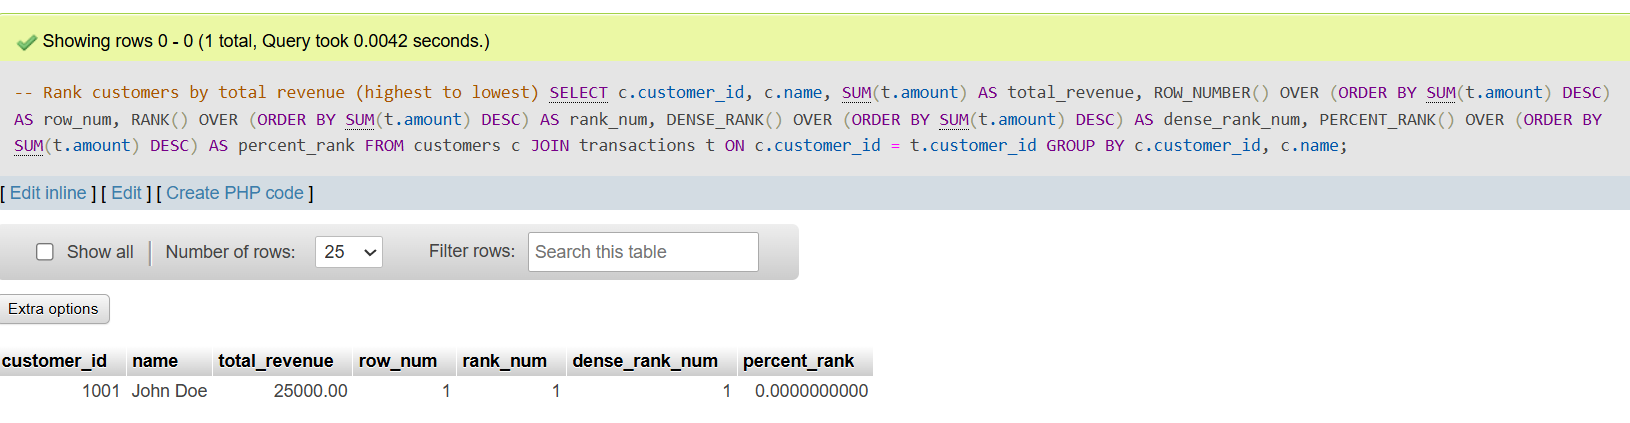 Showing rows 0 - 0 (1 total, Query took 0.0042 seconds.)
-- Rank customers by total revenue (highest to lowest) SELECT c.customer_id, c.name, SUM(t.amount) AS total_revenue, ROW_NUMBER() OVER (ORDER BY SUM(t.amount) DESC)
AS row_num, RANK() OVER (ORDER BY SUM(t.amount) DESC) AS rank_num, DENSE_RANK() OVER (ORDER BY SUM(t.amount) DESC) AS dense_rank_num, PERCENT_RANK() OVER (ORDER BY
SUM(t.amount) DESC) AS percent_rank FROM customers c JOIN transactions t ON c.customer_id = t.customer_id GROUP BY c.customer_id, c.name;
[ Edit inline ] [ Edit ] [ Create PHP code ]
Show all Number of rows: 25 Filter rows: Search this table
Extra options
customer_id name total_revenue row_num rank_num dense_rank_num percent_rank
1001 John Doe 25000.00 1 1 1 0.0000000000